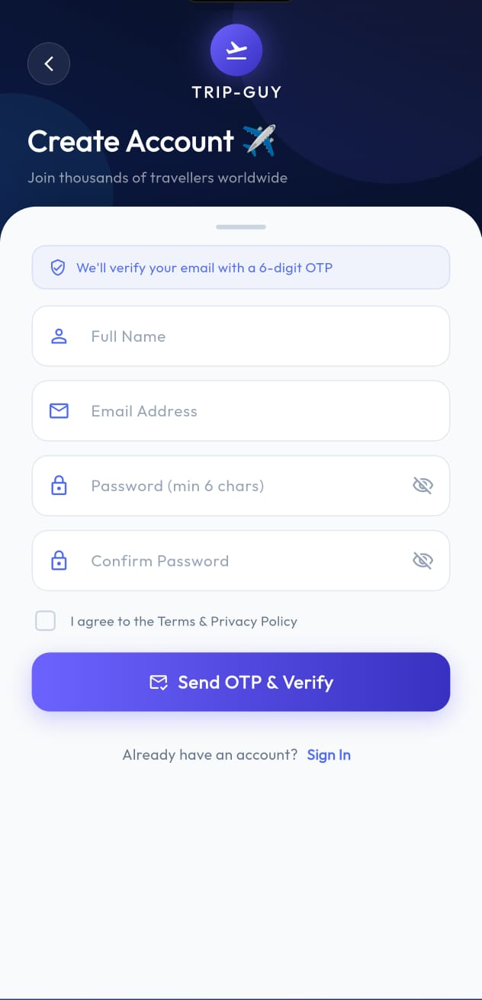 TRIP-GUY
Create Account ✈️
Join thousands of travellers worldwide
We'll verify your email with a 6-digit OTP
Full Name
Email Address
Password (min 6 chars)
Confirm Password
I agree to the Terms & Privacy Policy
Send OTP & Verify
Already have an account? Sign In